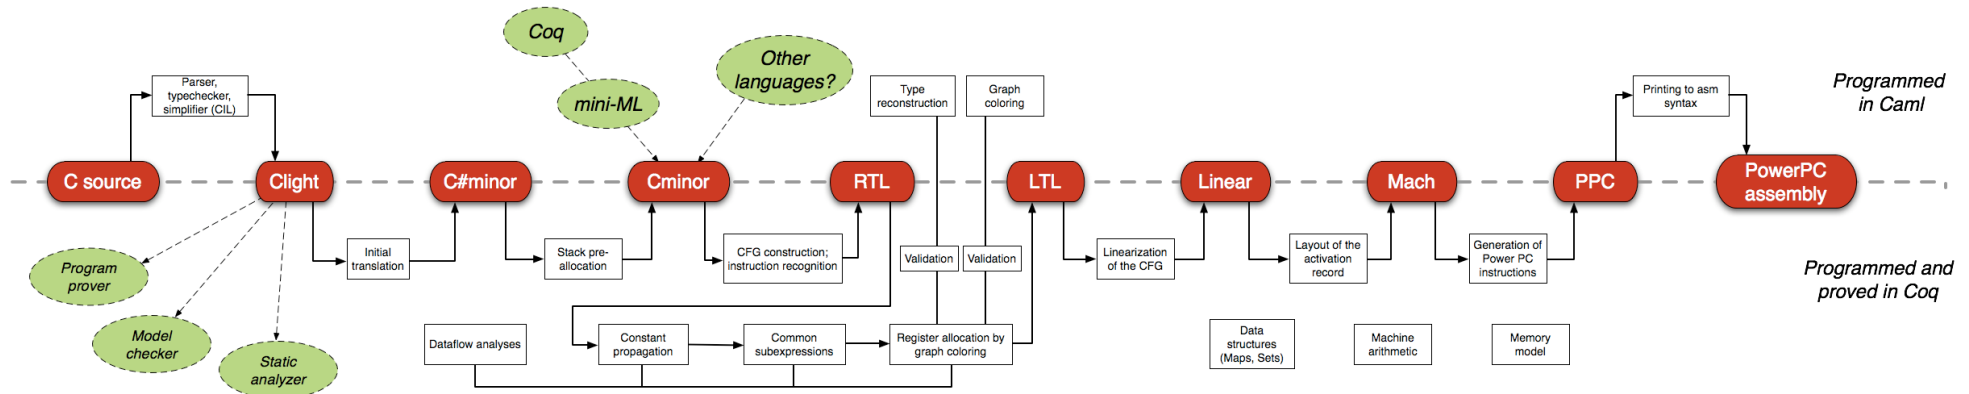 Coq
Other
languages?
mini-ML
Parser,
typechecker,
simplifier (CIL)
Type
reconstruction
Graph
coloring
Printing to asm
syntax
Programmed
in Caml
C source
Clight
C#minor
Cminor
RTL
LTL
Linear
Mach
PPC
PowerPC
assembly
Initial
translation
Stack pre-
allocation
CFG construction;
instruction recognition
Validation
Validation
Linearization
of the CFG
Layout of the
activation
record
Generation of
Power PC
instructions
Programmed and
proved in Coq
Program
prover
Model
checker
Static
analyzer
Dataflow analyses
Constant
propagation
Common
subexpressions
Register allocation by
graph coloring
Data
structures
(Maps, Sets)
Machine
arithmetic
Memory
model